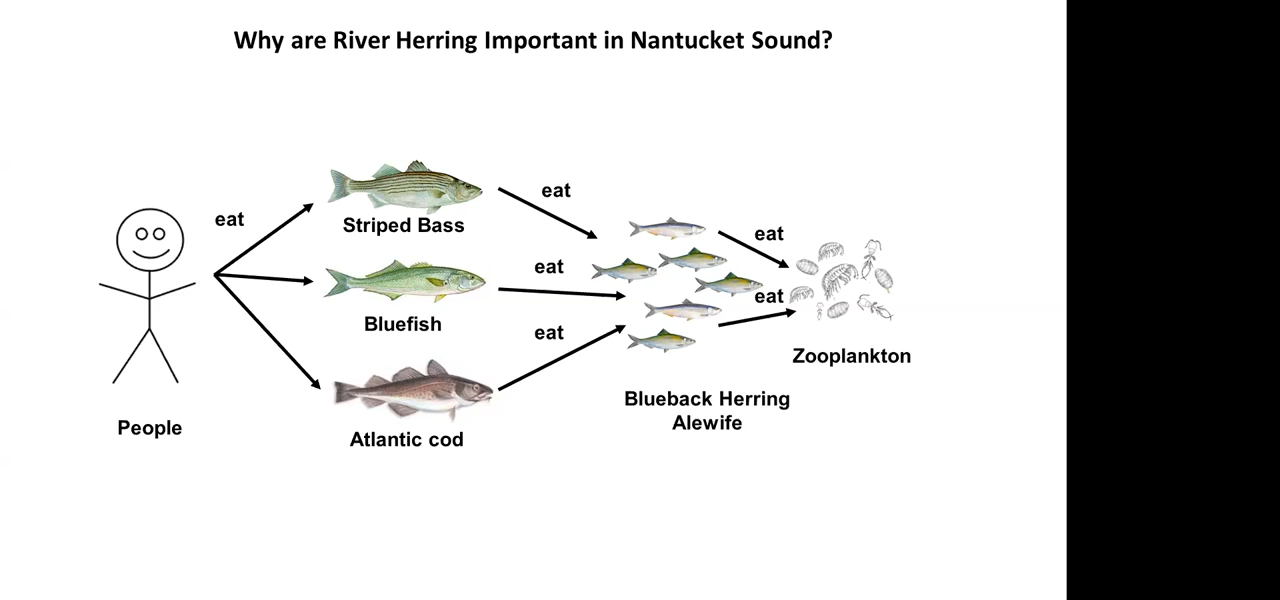 Why are River Herring Important in Nantucket Sound?
eat
Striped Bass
eat
eat
Bluefish
eat
eat
Atlantic cod
eat
eat
Zooplankton
Blueback Herring
Alewife
People